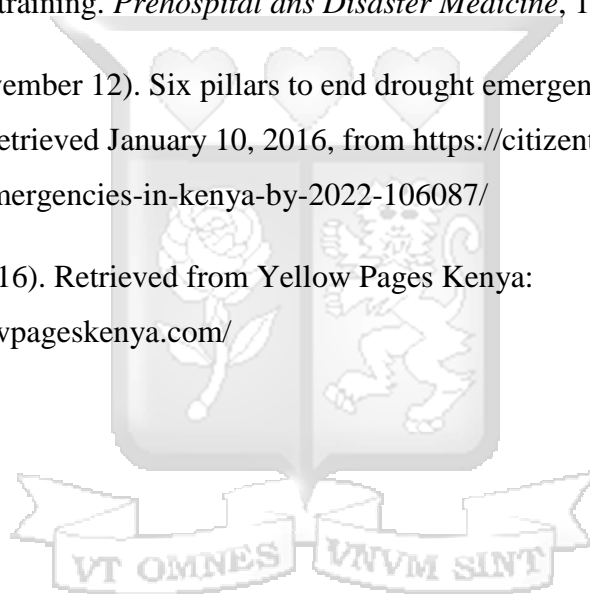 training. Prehospital ans Disaster Medicine, 1
vember 12). Six pillars to end drought emergen
etrieved January 10, 2016, from https://citizent
mergencies-in-kenya-by-2022-106087/
16). Retrieved from Yellow Pages Kenya:
wpageskenya.com/
VT OMNES VNVM SINT